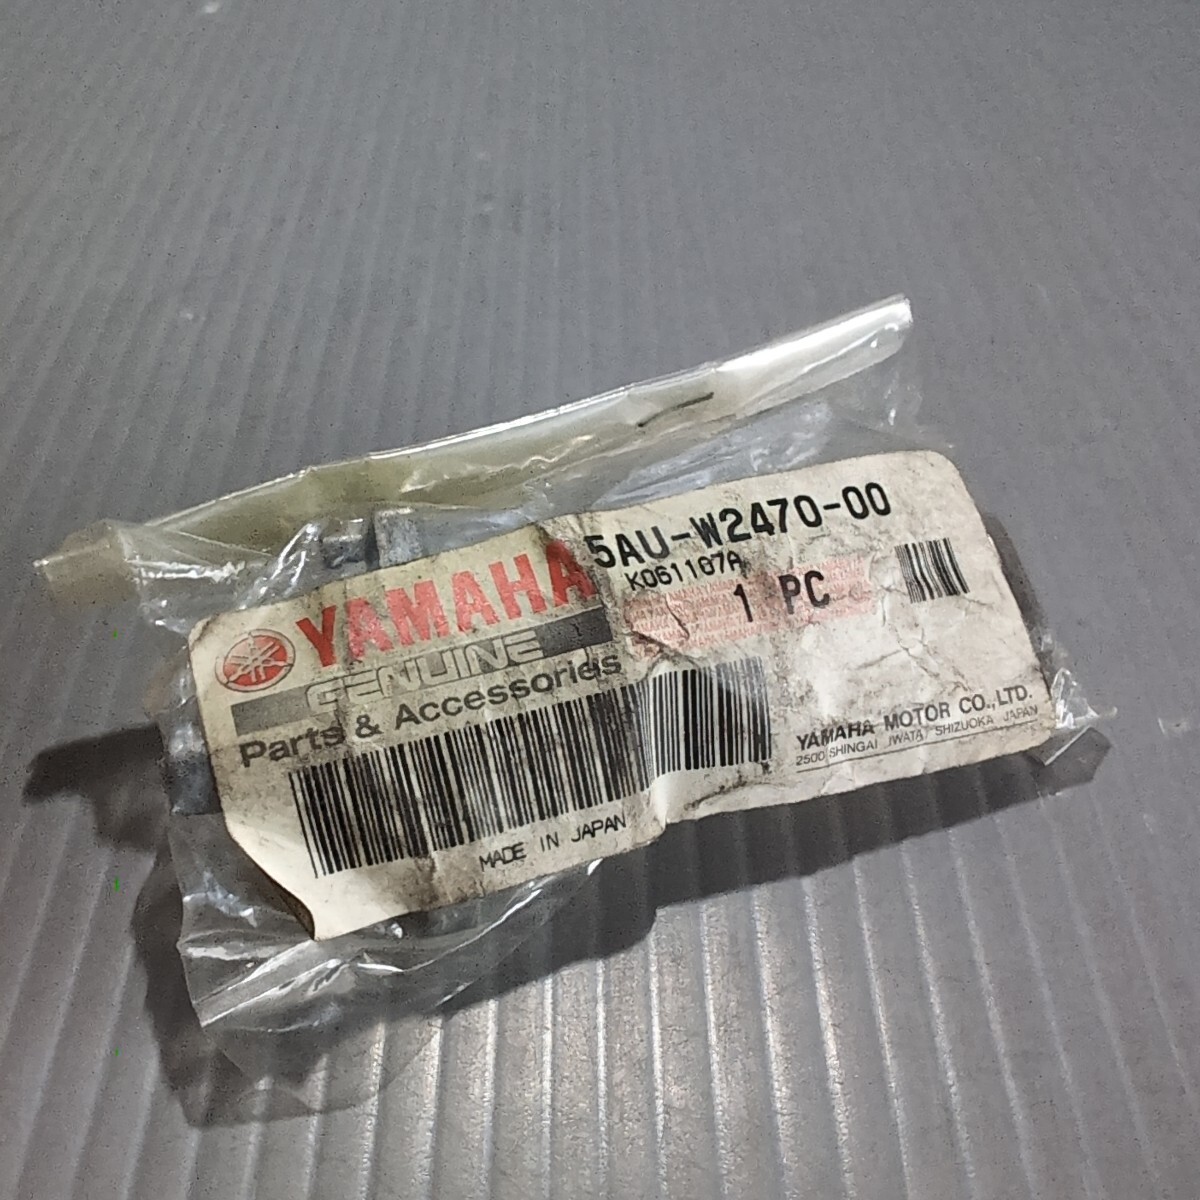 5AU-W2470-00
K061187A
1 PC
YAMAHA
GENUINE
Parts & Accessories
MADE IN JAPAN
YAMAHA MOTOR CO.,LTD.
2500 SHINGAI IWATA SHIZUOKA JAPAN